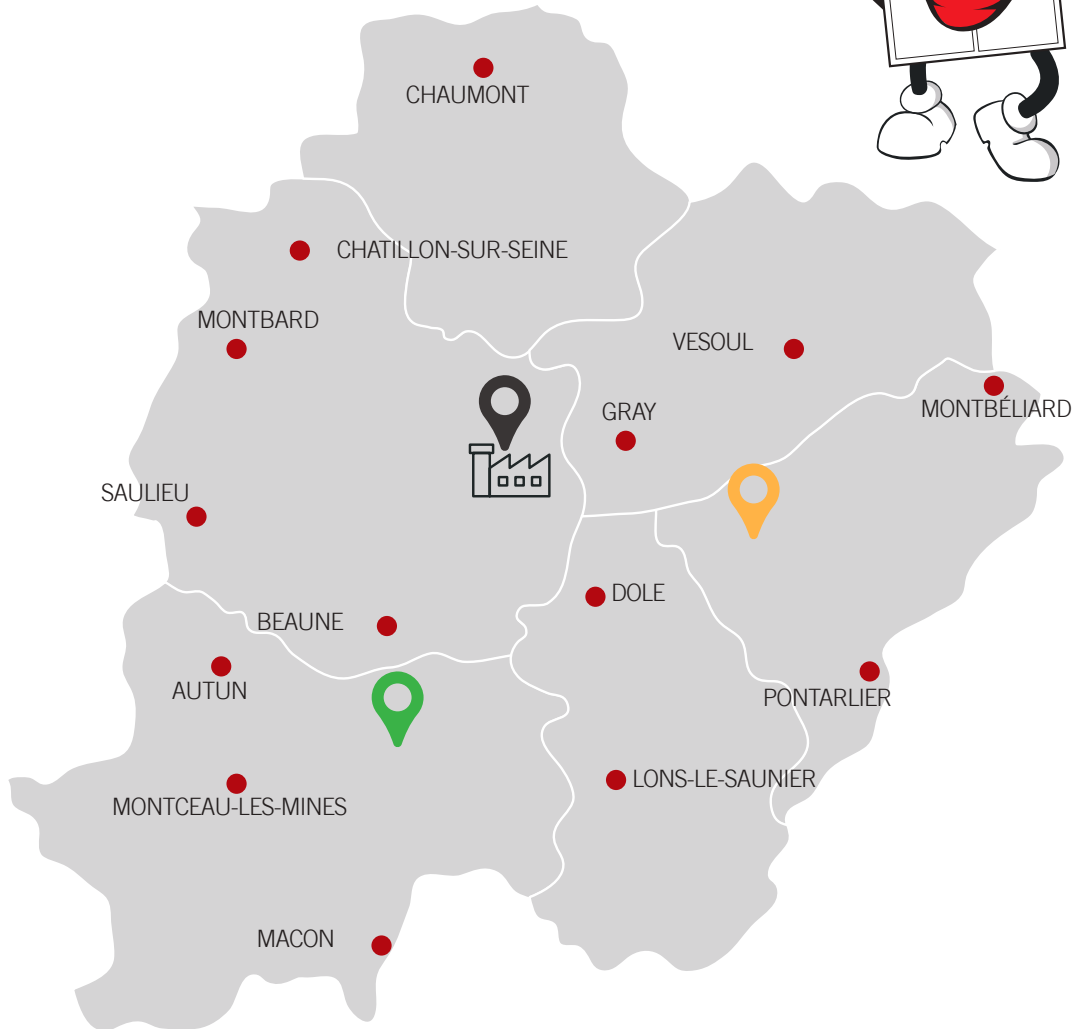 CHAUMONT
CHATILLON-SUR-SEINE
MONTBARD
VESOUL
MONTBÉLIARD
GRAY
SAULIEU
DOLE
BEAUNE
AUTUN
PONTARLIER
LONS-LE-SAUNIER
MONTCEAU-LES-MINES
MACON